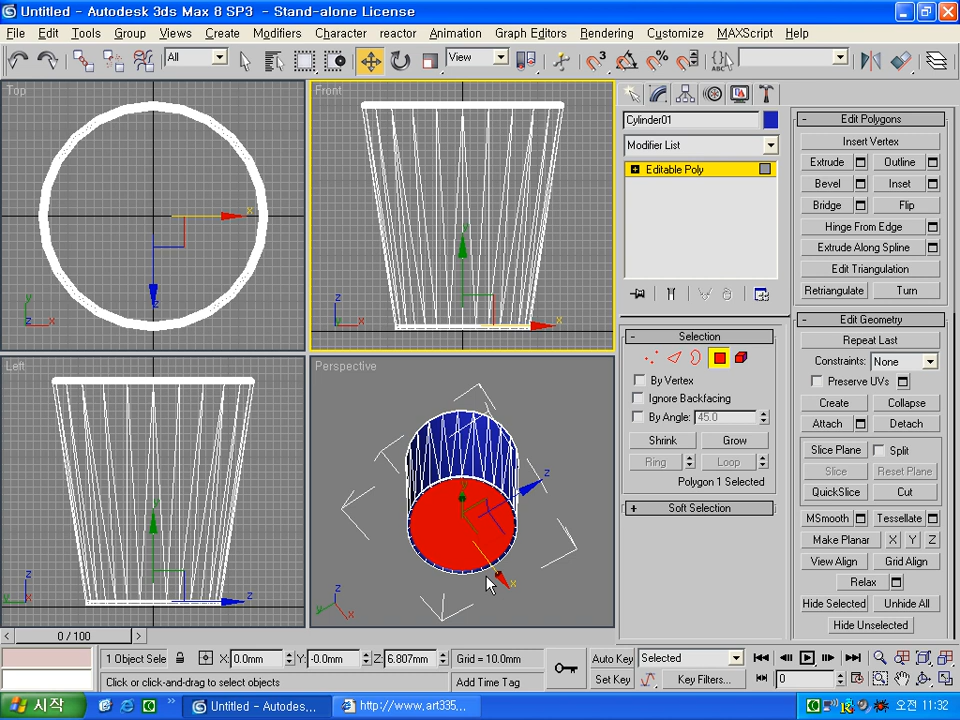 Untitled - Autodesk 3ds Max 8 SP3 - Stand-alone License
File Edit Tools Group Views Create Modifiers Character reactor Animation Graph Editors Rendering Customize MAXScript Help
All View
Top
Front
Left
Perspective
Cylinder01
Modifier List
Editable Poly
Selection
By Vertex
Ignore Backfacing
By Angle: 45.0
Shrink Grow
Ring Loop
Polygon 1 Selected
Soft Selection
Edit Polygons
Insert Vertex
Extrude Outline
Bevel Inset
Bridge Flip
Hinge From Edge
Extrude Along Spline
Edit Triangulation
Retriangulate Turn
Edit Geometry
Repeat Last
Constraints: None
Preserve UVs
Create Collapse
Attach Detach
Slice Plane Split
Slice Reset Plane
QuickSlice Cut
MSmooth Tessellate
Make Planar X Y Z
View Align Grid Align
Relax
Hide Selected Unhide All
Hide Unselected
0 / 100
1 Object Sele X: 0.0mm Y: -0.0mm Z: 6.807mm Grid = 10.0mm Auto Key Selected
Click or click-and-drag to select objects Add Time Tag Set Key Key Filters... 0
시작 Untitled - Autodes... http://www.art335... 오전 11:32